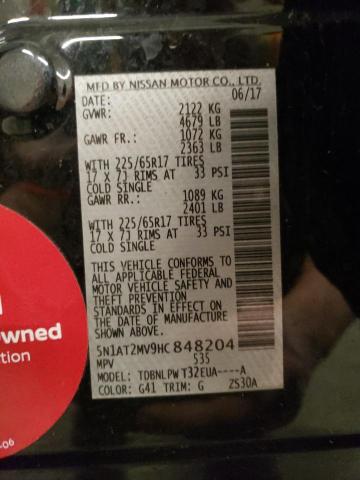 MFD BY NISSAN MOTOR CO., LTD.
DATE: 06/17
GVWR: 2122 KG
4679 LB
GAWR FR.: 1072 KG
2363 LB
WITH 225/65R17 TIRES
17 X 7J RIMS AT 33 PSI
COLD SINGLE
GAWR RR.: 1089 KG
2401 LB
WITH 225/65R17 TIRES
17 X 7J RIMS AT 33 PSI
COLD SINGLE
THIS VEHICLE CONFORMS TO
ALL APPLICABLE FEDERAL
MOTOR VEHICLE SAFETY AND
THEFT PREVENTION
STANDARDS IN EFFECT ON
THE DATE OF MANUFACTURE
SHOWN ABOVE.
5N1AT2MV9HC848204
MPV 535
MODEL: TDBNLPW T32EUA----A
COLOR: G41 TRIM: G ZS30A
owned
tion
-06